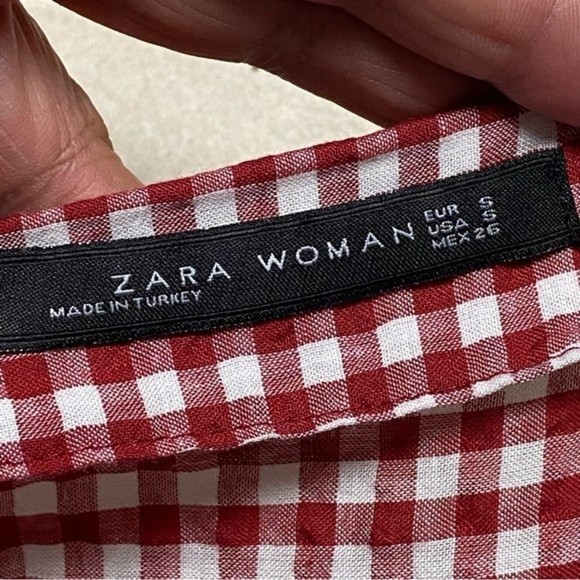 ZARA WOMAN
MADE IN TURKEY
EUR S
USA S
MEX 26